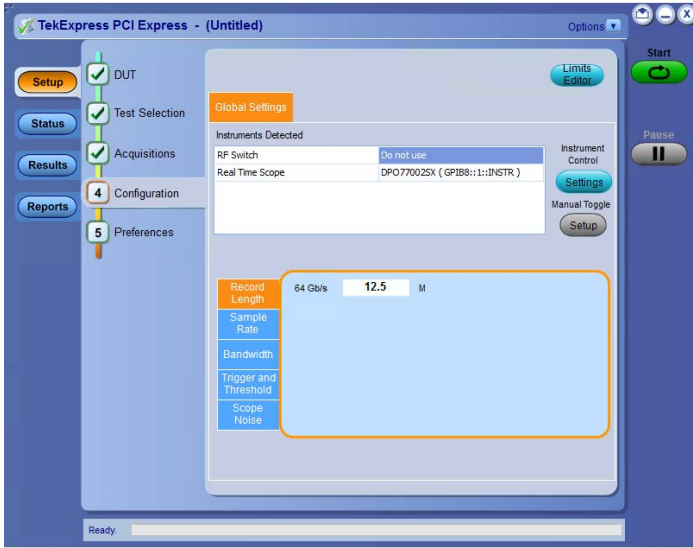 TekExpress PCI Express - (Untitled)
Options
Start
Setup
DUT
Limits
Editor
Status
Test Selection
Global Settings
Pause
Instruments Detected
Results
Acquisitions
RF Switch
Do not use
Instrument
Control
Real Time Scope
DPO77002SX ( GPIB8::1::INSTR )
Settings
Reports
4
Configuration
Manual Toggle
Setup
5
Preferences
Record
Length
64 Gb/s
12.5
M
Sample
Rate
Bandwidth
Trigger and
Threshold
Scope
Noise
Ready.